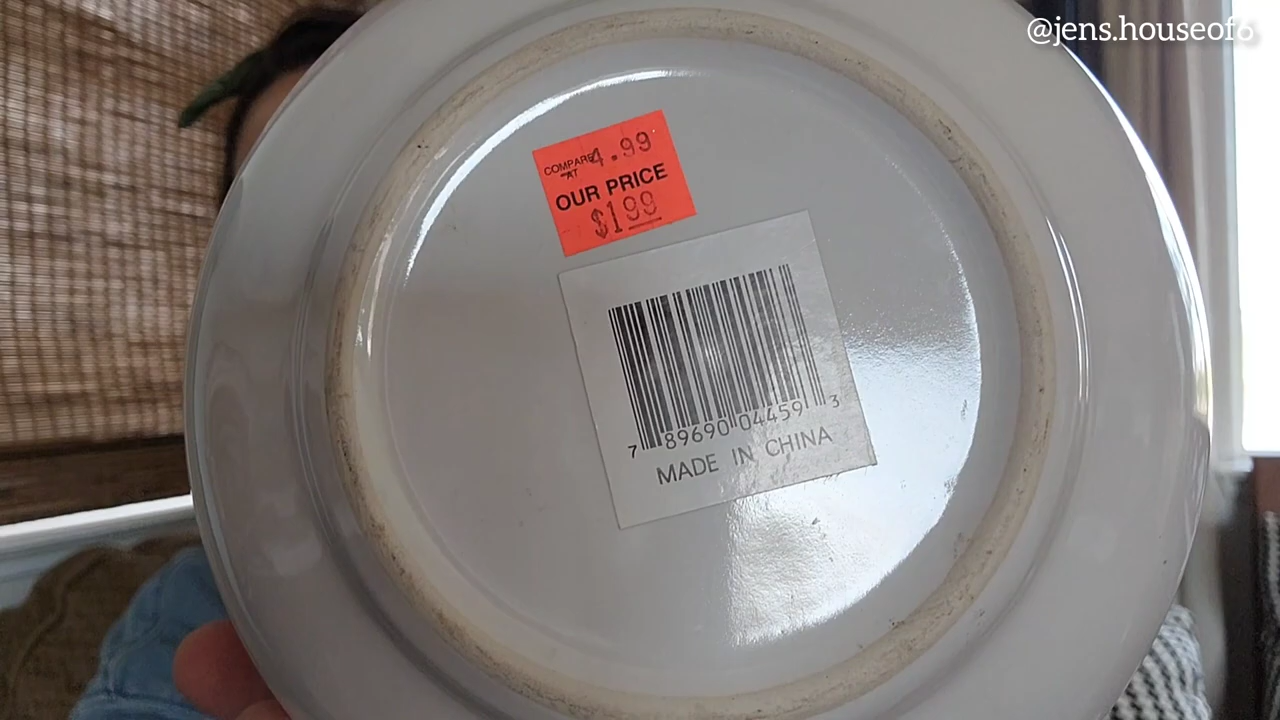 @jens.houseof6
COMPARE AT 4.99
OUR PRICE
$1.99
7 89690 04459 3
MADE IN CHINA